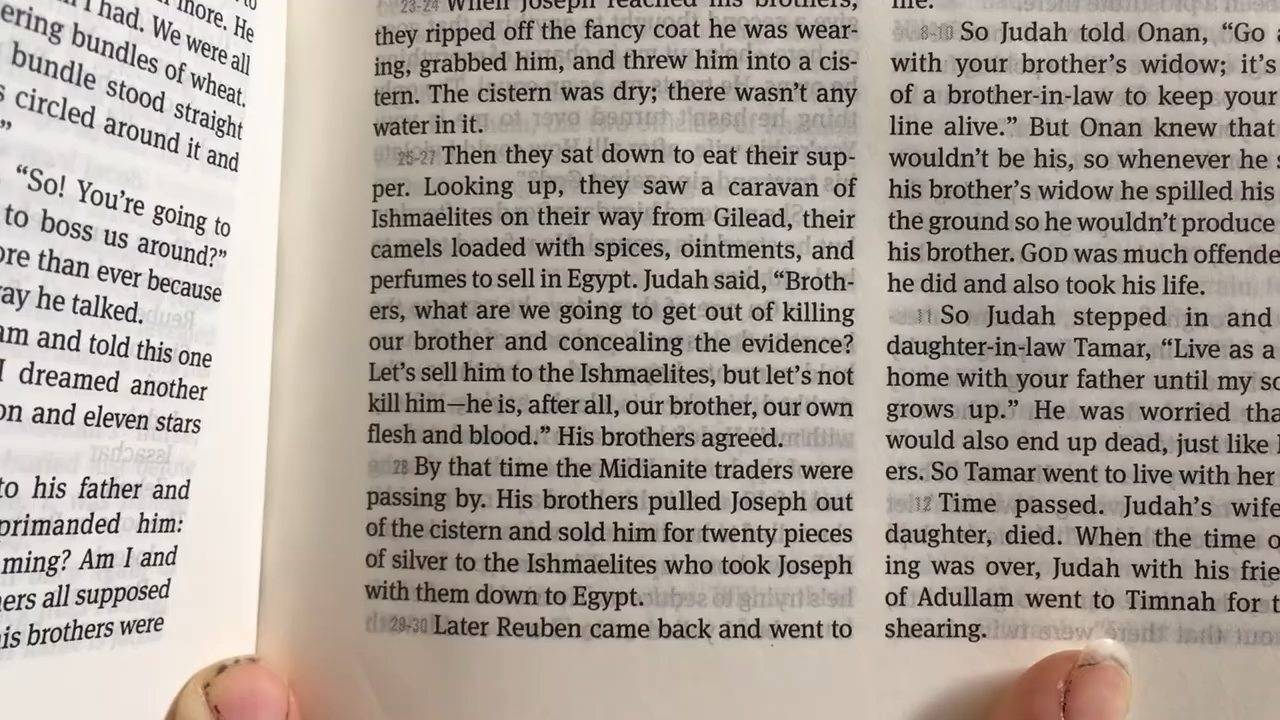 I had. We were all
more. He
ering bundles of wheat.
bundle stood straight
circled around it and
”
“So! You’re going to
to boss us around?”
ore than ever because
ay he talked.
am and told this one
I dreamed another
on and eleven stars
to his father and
primanded him:
ming? Am I and
ers all supposed
is brothers were
23-24 When Joseph reached his brothers,
they ripped off the fancy coat he was wear-
ing, grabbed him, and threw him into a cis-
tern. The cistern was dry; there wasn’t any
water in it.
25-27 Then they sat down to eat their sup-
per. Looking up, they saw a caravan of
Ishmaelites on their way from Gilead, their
camels loaded with spices, ointments, and
perfumes to sell in Egypt. Judah said, “Broth-
ers, what are we going to get out of killing
our brother and concealing the evidence?
Let’s sell him to the Ishmaelites, but let’s not
kill him—he is, after all, our brother, our own
flesh and blood.” His brothers agreed.
28 By that time the Midianite traders were
passing by. His brothers pulled Joseph out
of the cistern and sold him for twenty pieces
of silver to the Ishmaelites who took Joseph
with them down to Egypt.
29-30 Later Reuben came back and went to
8-10 So Judah told Onan, “Go
with your brother’s widow; it’s
of a brother-in-law to keep your
line alive.” But Onan knew that
wouldn’t be his, so whenever he
his brother’s widow he spilled his
the ground so he wouldn’t produce
his brother. GOD was much offende
he did and also took his life.
11 So Judah stepped in and
daughter-in-law Tamar, “Live as a
home with your father until my so
grows up.” He was worried tha
would also end up dead, just like
ers. So Tamar went to live with her
12 Time passed. Judah’s wife
daughter, died. When the time o
ing was over, Judah with his frie
of Adullam went to Timnah for t
shearing.